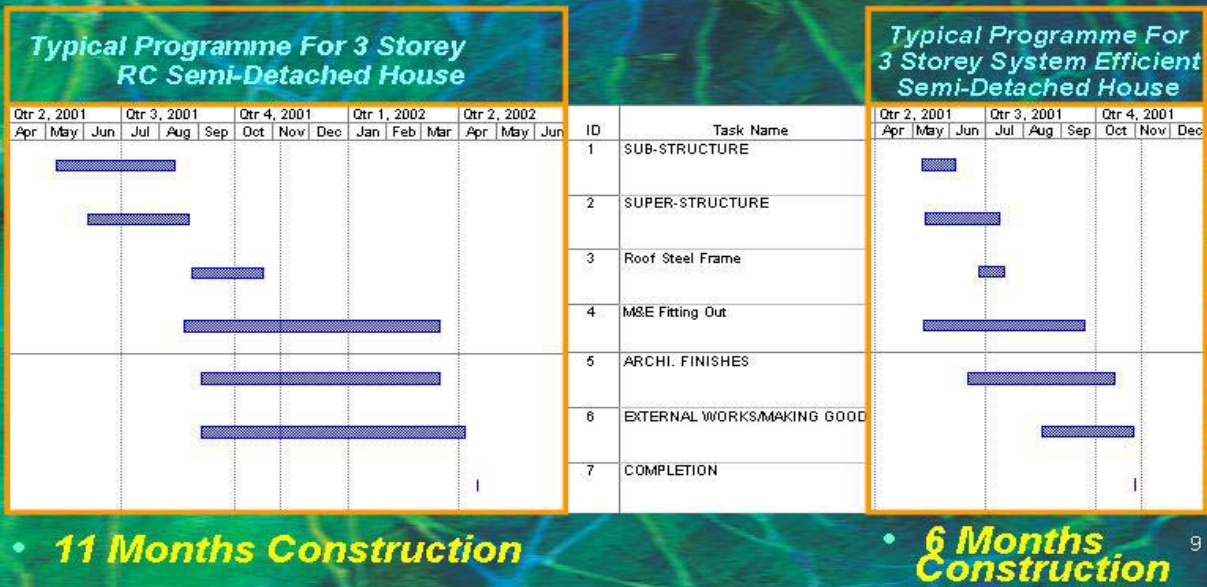 Typical Programme For 3 Storey
RC Semi-Detached House
Typical Programme For
3 Storey System Efficient
Semi-Detached House
Qtr 2, 2001 Qtr 3, 2001 Qtr 4, 2001 Qtr 1, 2002 Qtr 2, 2002
Apr May Jun Jul Aug Sep Oct Nov Dec Jan Feb Mar Apr May Jun
ID Task Name
1 SUB-STRUCTURE
2 SUPER-STRUCTURE
3 Roof Steel Frame
4 M&E Fitting Out
5 ARCHI. FINISHES
6 EXTERNAL WORKS/MAKING GOOD
7 COMPLETION
Qtr 2, 2001 Qtr 3, 2001 Qtr 4, 2001
Apr May Jun Jul Aug Sep Oct Nov Dec
• 11 Months Construction
• 6 Months
Construction
9